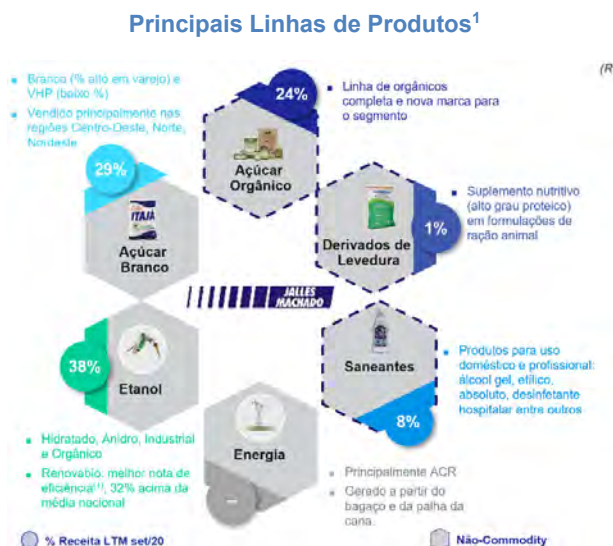 Principais Linhas de Produtos¹
(R
Branco (% alto em varejo) e
VHP (baixo %)
Vendido principalmente nas
regiões Centro-Oeste, Norte,
Nordeste
24%
Linha de orgânicos
completa e nova marca para
o segmento
Açúcar
Orgânico
29%
ITAJÁ
Açúcar
Branco
Derivados de
Levedura
1%
Suplemento nutritivo
(alto grau proteico)
em formulações de
ração animal
JALLES
MACHADO
38%
Etanol
Saneantes
8%
Produtos para uso
doméstico e profissional:
álcool gel, etílico,
absoluto, desinfetante
hospitalar entre outros
Energia
–
Hidratado, Anidro, Industrial
e Orgânico
Renovabio: melhor nota de
eficiência⁽¹⁾, 32% acima da
média nacional
Principalmente ACR
Gerado a partir do
bagaço e da palha da
cana.
% Receita LTM set/20
Não-Commodity